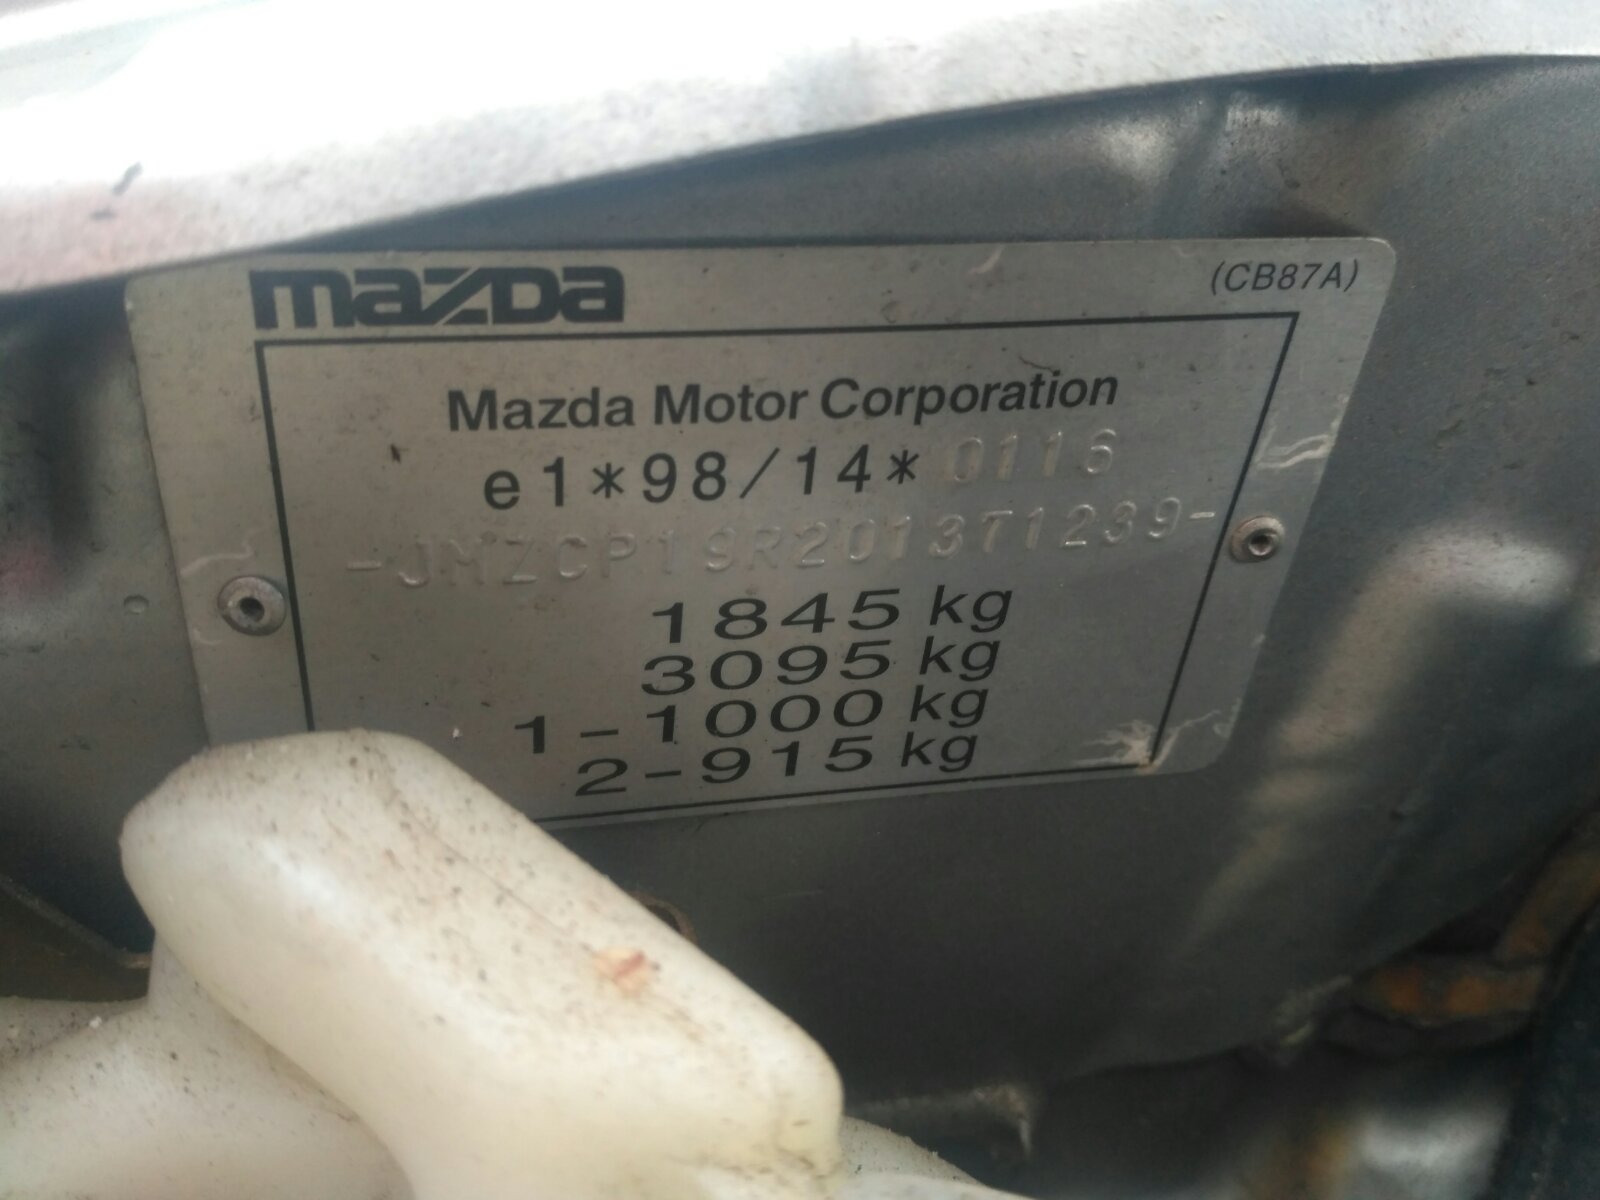 mazda
(CB87A)
Mazda Motor Corporation
e1*98/14*0116
-JMZCP19R201371239-
1845 kg
3095 kg
1-1000 kg
2-915 kg